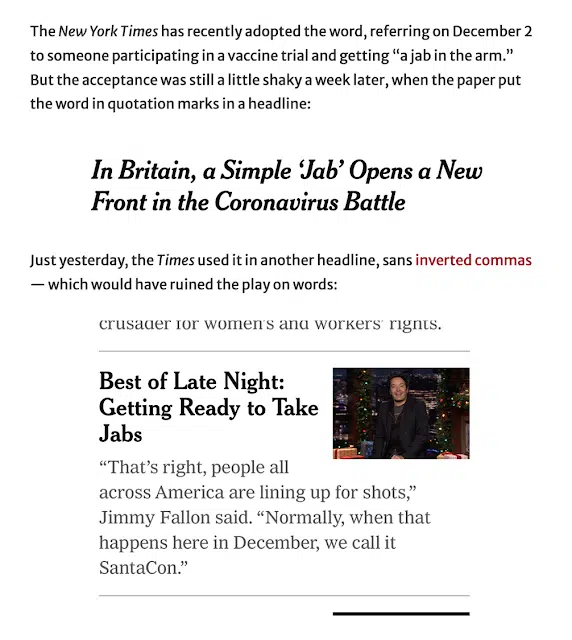 The New York Times has recently adopted the word, referring on December 2
to someone participating in a vaccine trial and getting “a jab in the arm.”
But the acceptance was still a little shaky a week later, when the paper put
the word in quotation marks in a headline:
In Britain, a Simple ‘Jab’ Opens a New
Front in the Coronavirus Battle
Just yesterday, the Times used it in another headline, sans inverted commas
— which would have ruined the play on words:
crusader for women's and workers' rights.
Best of Late Night:
Getting Ready to Take
Jabs
“That’s right, people all
across America are lining up for shots,”
Jimmy Fallon said. “Normally, when that
happens here in December, we call it
SantaCon.”